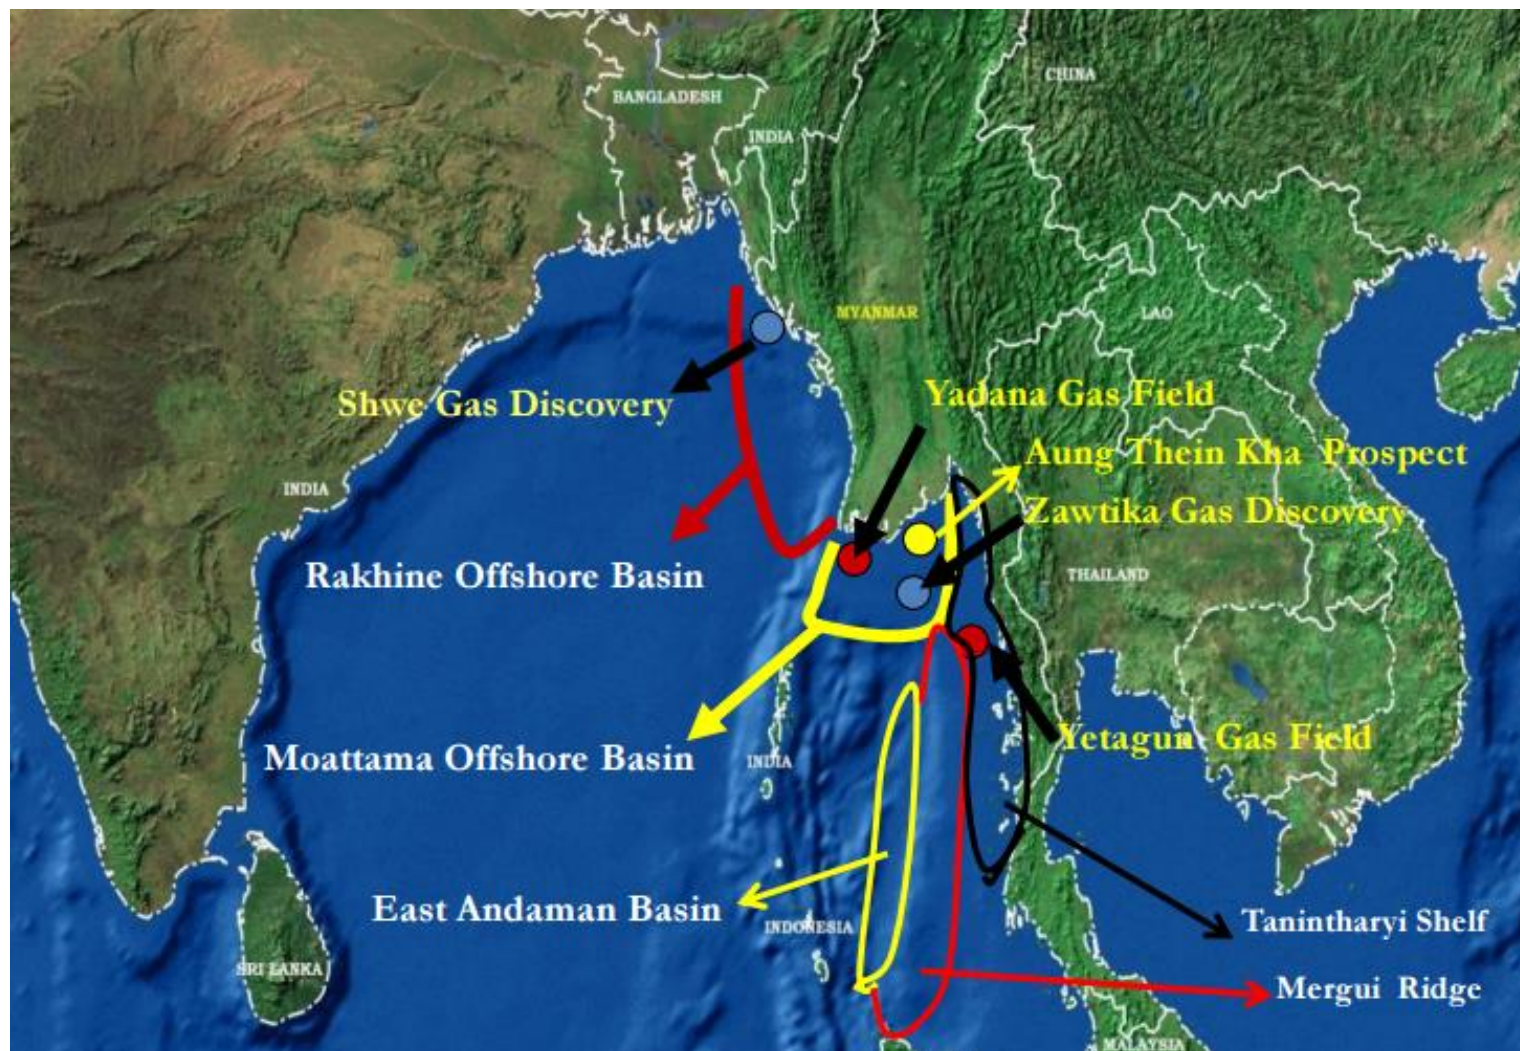 CHINA
BANGLADESH
INDIA
MYANMAR
LAO
Shwe Gas Discovery
Yadana Gas Field
Aung Thein Kha Prospect
INDIA
Zawtika Gas Discovery
Rakhine Offshore Basin
THAILAND
Yetagun Gas Field
Moattama Offshore Basin
INDIA
East Andaman Basin
INDONESIA
Tanintharyi Shelf
SRI LANKA
Mergui Ridge
MALAYSIA